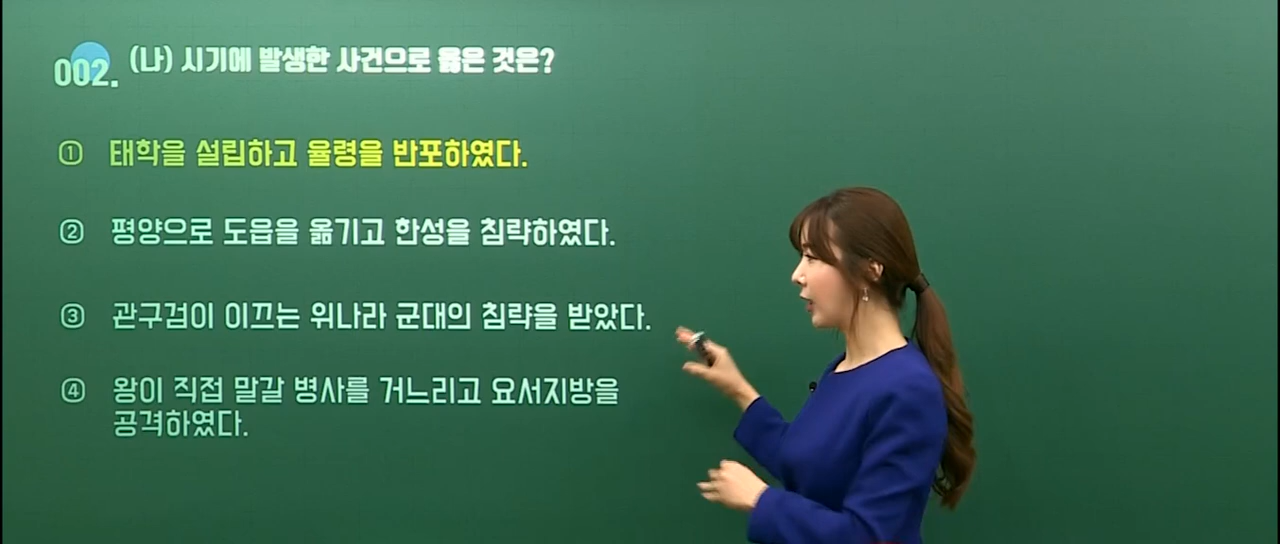 002. (나) 시기에 발생한 사건으로 옳은 것은?
① 태학을 설립하고 율령을 반포하였다.
② 평양으로 도읍을 옮기고 한성을 침략하였다.
③ 관구검이 이끄는 위나라 군대의 침략을 받았다.
④ 왕이 직접 말갈 병사를 거느리고 요서지방을
공격하였다.